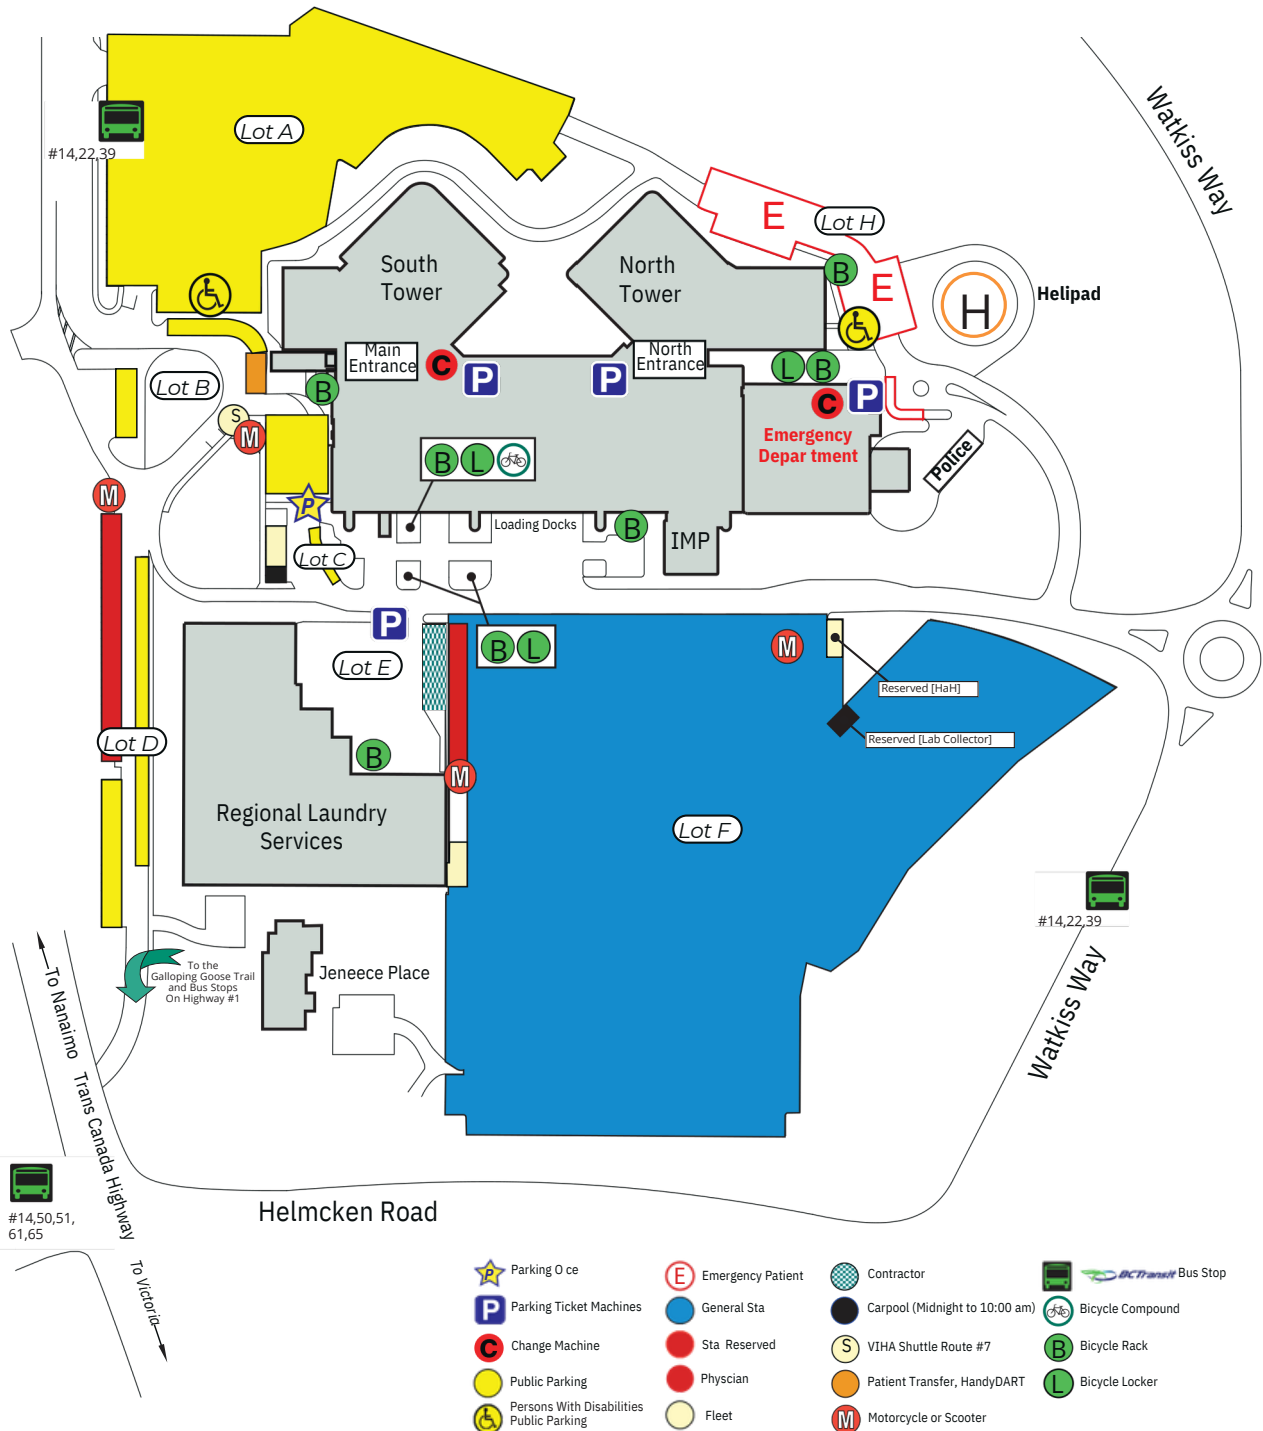 Lot A
#14,22,39
Watkiss Way
E
Lot H
B
E
H
Helipad
South
Tower
North
Tower
Main
Entrance
C
P
P
North
Entrance
L
B
C
P
Emergency
Depar tment
Police
Lot B
B
S
M
M
B
L
P
Lot C
Loading Docks
B
IMP
P
Lot E
B
L
M
Reserved [HaH]
Reserved [Lab Collector]
Lot D
B
M
Regional Laundry
Services
Lot F
#14,22,39
Watkiss Way
To the
Galloping Goose Trail
and Bus Stops
On Highway #1
Jeneece Place
To Nanaimo
Trans Canada Highway
To Victoria
#14,50,51,
61,65
Helmcken Road
P Parking O ce
P Parking Ticket Machines
C Change Machine
Public Parking
Persons With Disabilities
Public Parking
E Emergency Patient
General Sta
Sta Reserved
Physcian
Fleet
Contractor
Carpool (Midnight to 10:00 am)
S VIHA Shuttle Route #7
Patient Transfer, HandyDART
M Motorcycle or Scooter
BCTransit Bus Stop
Bicycle Compound
B Bicycle Rack
L Bicycle Locker